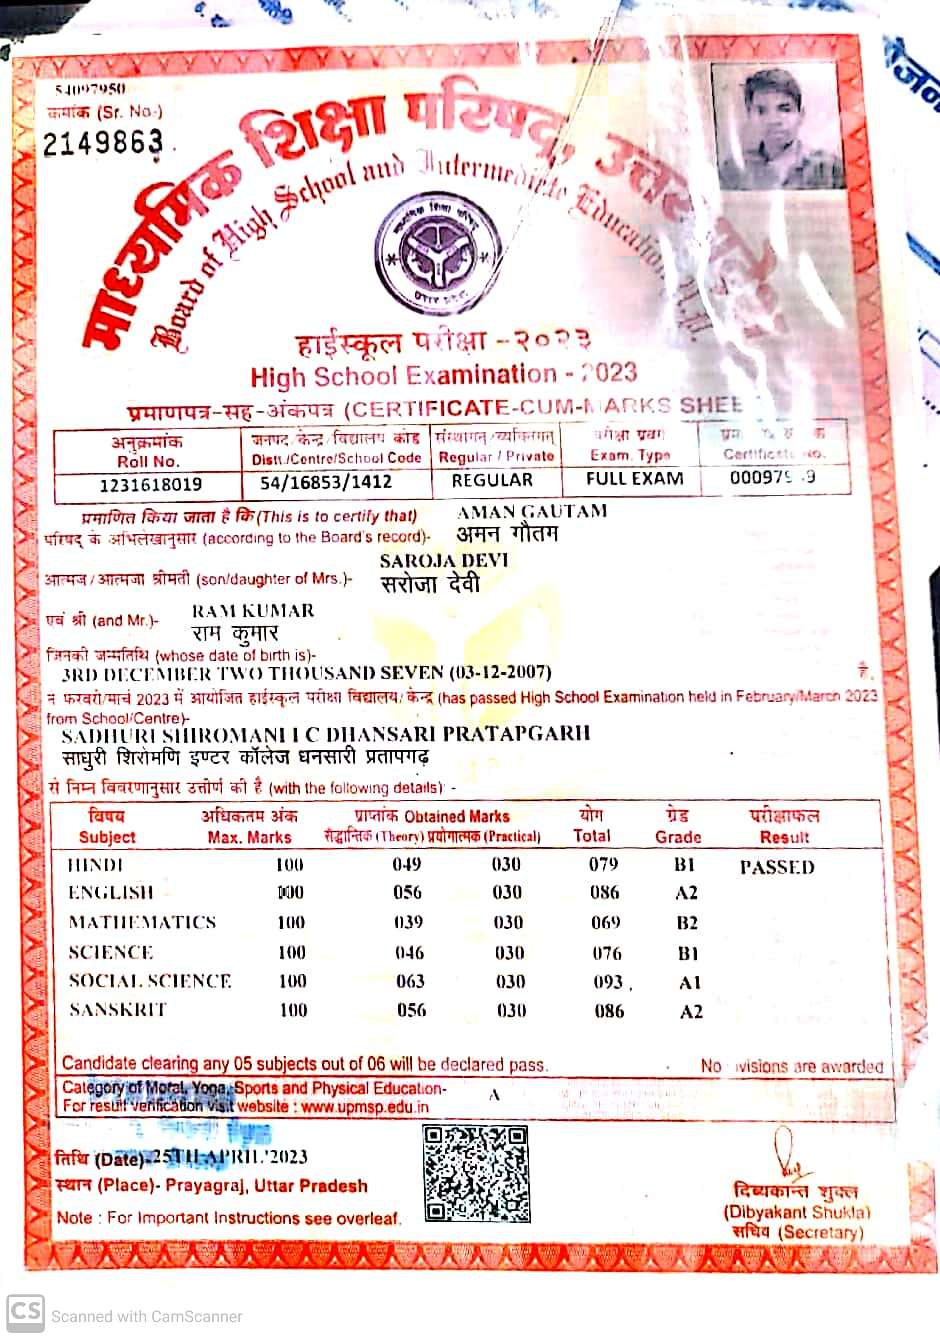 54097950
क्रमांक (Sr. No.)
2149863
माध्यमिक शिक्षा परिषद, उत्तर
Board of High School and Intermediate Education, U.P.
माध्यमिक शिक्षा परिषद्
उत्तर प्रदेश
हाईस्कूल परीक्षा - २०२३
High School Examination - 2023
प्रमाणपत्र-सह-अंकपत्र (CERTIFICATE-CUM-MARKS SHEE
अनुक्रमांक जनपद/केन्द्र/विद्यालय कोड संस्थागत/व्यक्तिगत परीक्षा प्रवर्ग
Roll No. Distt./Centre/School Code Regular / Private Exam. Type Certificate No.
1231618019 54/16853/1412 REGULAR FULL EXAM
प्रमाणित किया जाता है कि (This is to certify that) AMAN GAUTAM
परिषद् के अभिलेखानुसार (according to the Board's record)- अमन गौतम
SAROJA DEVI
आत्मज/आत्मजा श्रीमती (son/daughter of Mrs.)- सरोजा देवी
RAM KUMAR
एवं श्री (and Mr.)- राम कुमार
जिनकी जन्मतिथि (whose date of birth is)-
3RD DECEMBER TWO THOUSAND SEVEN (03-12-2007) है,
ने फरवरी/मार्च 2023 में आयोजित हाईस्कूल परीक्षा विद्यालय/केन्द्र (has passed High School Examination held in February/March 2023
from School/Centre)-
SADHURI SHIROMANI I C DHANSARI PRATAPGARH
साधुरी शिरोमणि इण्टर कॉलेज धनसारी प्रतापगढ़
से निम्न विवरणानुसार उत्तीर्ण की है (with the following details) -
विषय अधिकतम अंक प्राप्तांक Obtained Marks योग ग्रेड परीक्षाफल
Subject Max. Marks सैद्धान्तिक (Theory) प्रयोगात्मक (Practical) Total Grade Result
HINDI 100 049 030 079 B1 PASSED
ENGLISH 056 030 086 A2
MATHEMATICS 100 039 030 069 B2
SCIENCE 100 046 030 076 B1
SOCIAL SCIENCE 100 063 030 093 A1
SANSKRIT 100 056 030 086 A2
Candidate clearing any 05 subjects out of 06 will be declared pass. No are awarded
Category of Moral, Yoga, Sports and Physical Education- A
For result verification visit website : www.upmsp.edu.in
तिथि (Date)- 25TH APRIL'2023
स्थान (Place)- Prayagraj, Uttar Pradesh
Note : For Important Instructions see overleaf.
दिब्यकान्त शुक्ल
(Dibyakant Shukla)
सचिव (Secretary)
CS Scanned with CamScanner